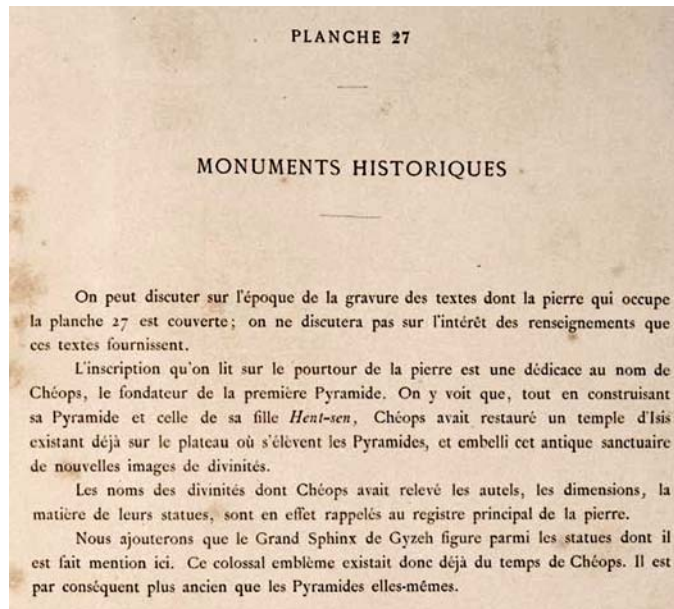 PLANCHE 27
MONUMENTS HISTORIQUES
On peut discuter sur l'époque de la gravure des textes dont la pierre qui occupe
la planche 27 est couverte; on ne discutera pas sur l'intérêt des renseignements que
ces textes fournissent.
L'inscription qu'on lit sur le pourtour de la pierre est une dédicace au nom de
Chéops, le fondateur de la première Pyramide. On y voit que, tout en construisant
sa Pyramide et celle de sa fille Hent-sen, Chéops avait restauré un temple d'Isis
existant déjà sur le plateau où s'élèvent les Pyramides, et embelli cet antique sanctuaire
de nouvelles images de divinités.
Les noms des divinités dont Chéops avait relevé les autels, les dimensions, la
matière de leurs statues, sont en effet rappelés au registre principal de la pierre.
Nous ajouterons que le Grand Sphinx de Gyzeh figure parmi les statues dont il
est fait mention ici. Ce colossal emblème existait donc déjà du temps de Chéops. Il est
par conséquent plus ancien que les Pyramides elles-mêmes.